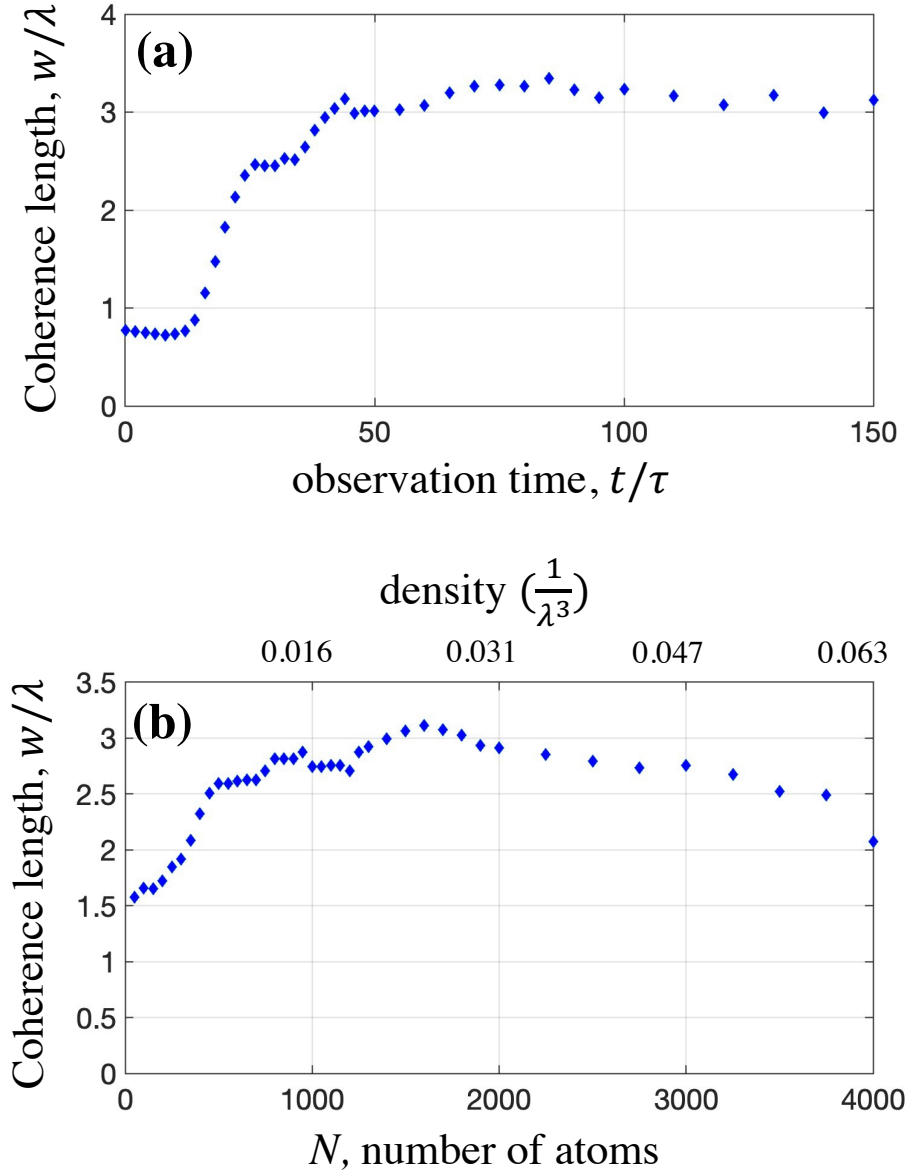 (a)
Coherence length, w/λ
4
3
2
1
0
0 50 100 150
observation time, t/τ
density (1/λ³)
0.016 0.031 0.047 0.063
(b)
Coherence length, w/λ
3.5
3
2.5
2
1.5
1
0.5
0
0 1000 2000 3000 4000
N, number of atoms